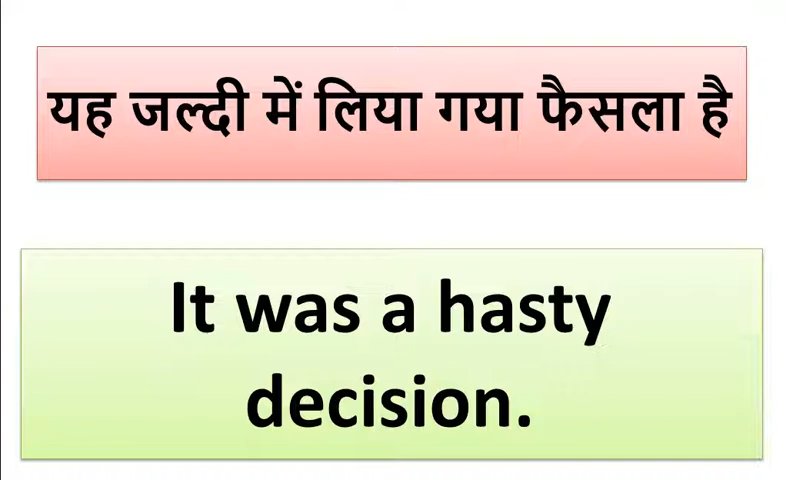 यह जल्दी में लिया गया फैसला है
It was a hasty
decision.